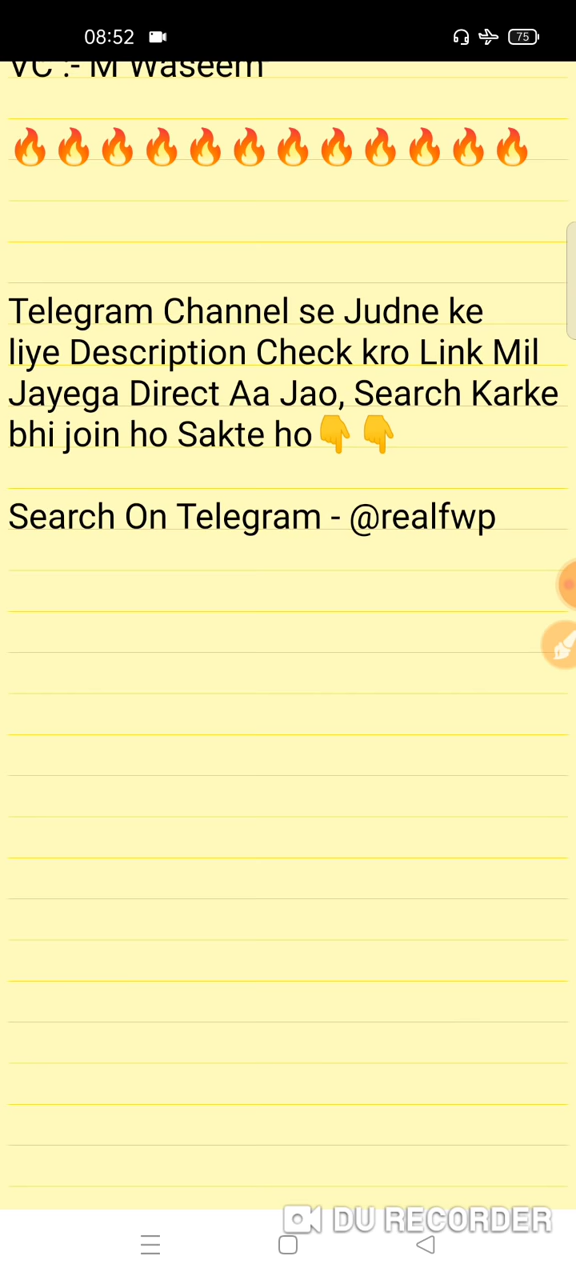 08:52
75
VC :- M Waseem
🔥🔥🔥🔥🔥🔥🔥🔥🔥🔥🔥🔥
Telegram Channel se Judne ke
liye Description Check kro Link Mil
Jayega Direct Aa Jao, Search Karke
bhi join ho Sakte ho👇👇
Search On Telegram - @realfwp
DU RECORDER